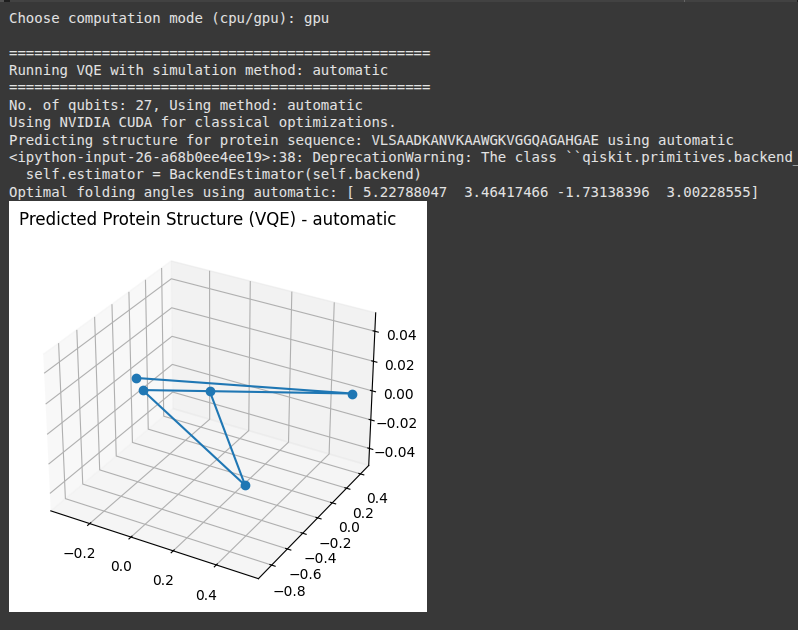 Choose computation mode (cpu/gpu): gpu
==================================================
Running VQE with simulation method: automatic
==================================================
No. of qubits: 27, Using method: automatic
Using NVIDIA CUDA for classical optimizations.
Predicting structure for protein sequence: VLSAADKANVKAAWGKVGGQAGAHGAE using automatic
<ipython-input-26-a68b0ee4ee19>:38: DeprecationWarning: The class ``qiskit.primitives.backend_
self.estimator = BackendEstimator(self.backend)
Optimal folding angles using automatic: [ 5.22788047  3.46417466 -1.73138396  3.00228555]
Predicted Protein Structure (VQE) - automatic
0.04
0.02
0.00
−0.02
−0.04
0.4
0.2
0.0
−0.2
−0.4
−0.6
−0.8
−0.2
0.0
0.2
0.4